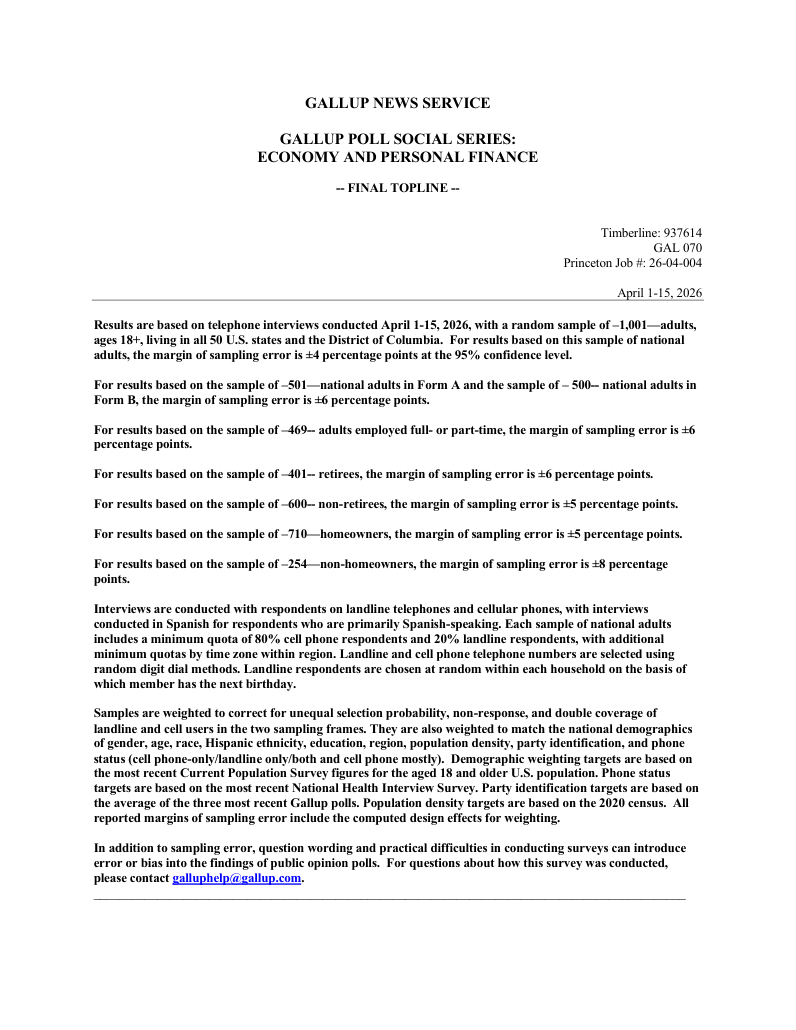 GALLUP NEWS SERVICE
GALLUP POLL SOCIAL SERIES:
ECONOMY AND PERSONAL FINANCE
-- FINAL TOPLINE --
Timberline: 937614
GAL 070
Princeton Job #: 26-04-004
April 1-15, 2026
Results are based on telephone interviews conducted April 1-15, 2026, with a random sample of –1,001—adults,
ages 18+, living in all 50 U.S. states and the District of Columbia.  For results based on this sample of national
adults, the margin of sampling error is ±4 percentage points at the 95% confidence level.
For results based on the sample of –501—national adults in Form A and the sample of – 500-- national adults in
Form B, the margin of sampling error is ±6 percentage points.
For results based on the sample of –469-- adults employed full- or part-time, the margin of sampling error is ±6
percentage points.
For results based on the sample of –401-- retirees, the margin of sampling error is ±6 percentage points.
For results based on the sample of –600-- non-retirees, the margin of sampling error is ±5 percentage points.
For results based on the sample of –710—homeowners, the margin of sampling error is ±5 percentage points.
For results based on the sample of –254—non-homeowners, the margin of sampling error is ±8 percentage
points.
Interviews are conducted with respondents on landline telephones and cellular phones, with interviews
conducted in Spanish for respondents who are primarily Spanish-speaking. Each sample of national adults
includes a minimum quota of 80% cell phone respondents and 20% landline respondents, with additional
minimum quotas by time zone within region. Landline and cell phone telephone numbers are selected using
random digit dial methods. Landline respondents are chosen at random within each household on the basis of
which member has the next birthday.
Samples are weighted to correct for unequal selection probability, non-response, and double coverage of
landline and cell users in the two sampling frames. They are also weighted to match the national demographics
of gender, age, race, Hispanic ethnicity, education, region, population density, party identification, and phone
status (cell phone-only/landline only/both and cell phone mostly).  Demographic weighting targets are based on
the most recent Current Population Survey figures for the aged 18 and older U.S. population. Phone status
targets are based on the most recent National Health Interview Survey. Party identification targets are based on
the average of the three most recent Gallup polls. Population density targets are based on the 2020 census.  All
reported margins of sampling error include the computed design effects for weighting.
In addition to sampling error, question wording and practical difficulties in conducting surveys can introduce
error or bias into the findings of public opinion polls.  For questions about how this survey was conducted,
please contact galluphelp@gallup.com.